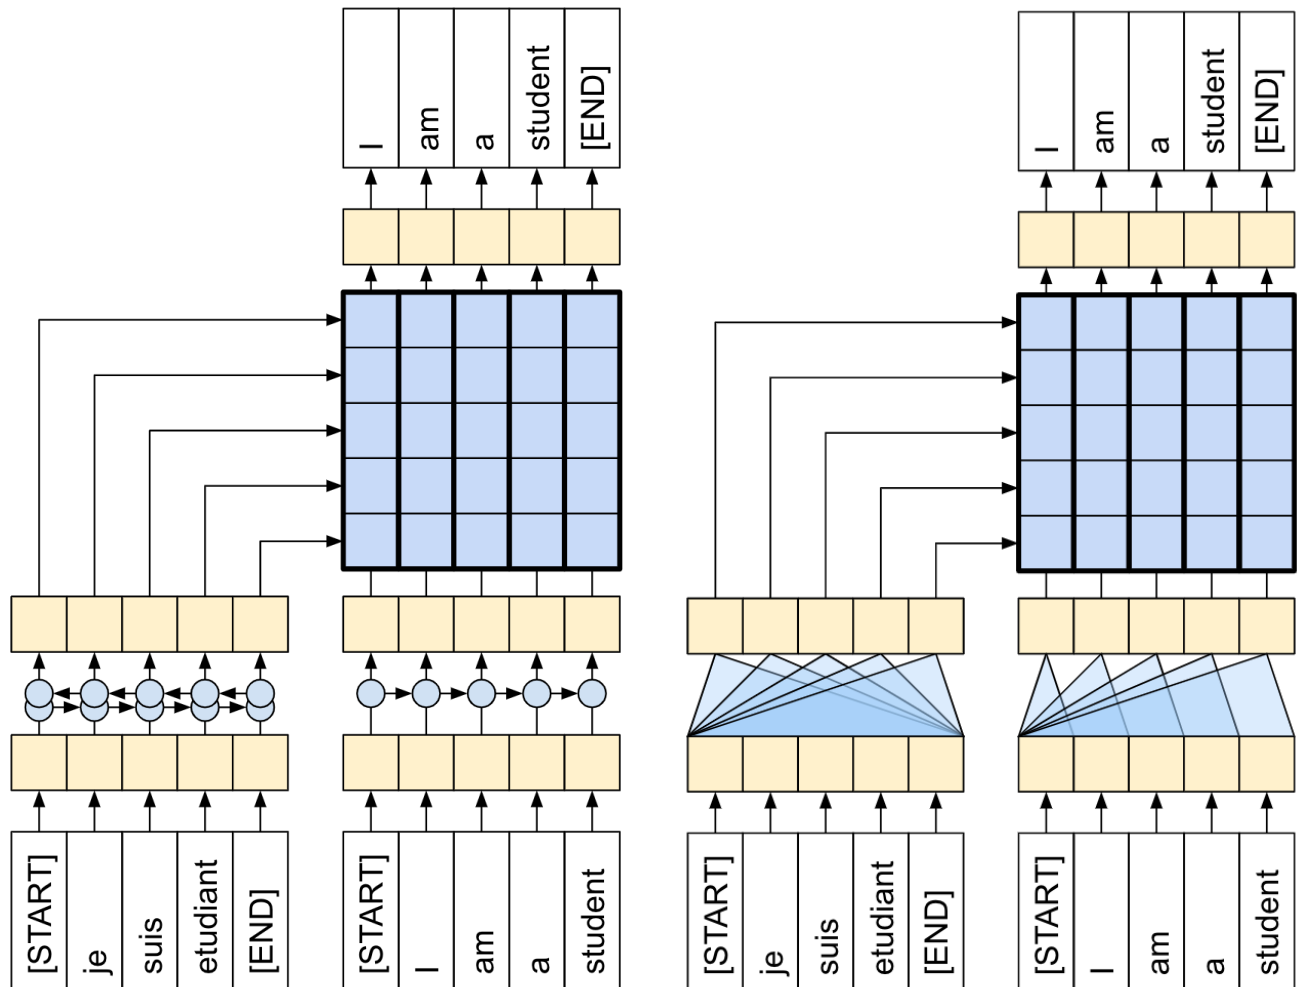 I
am
a
student
[END]
I
am
a
student
[END]
[START]
je
suis
etudiant
[END]
[START]
I
am
a
student
[START]
je
suis
etudiant
[END]
[START]
I
am
a
student